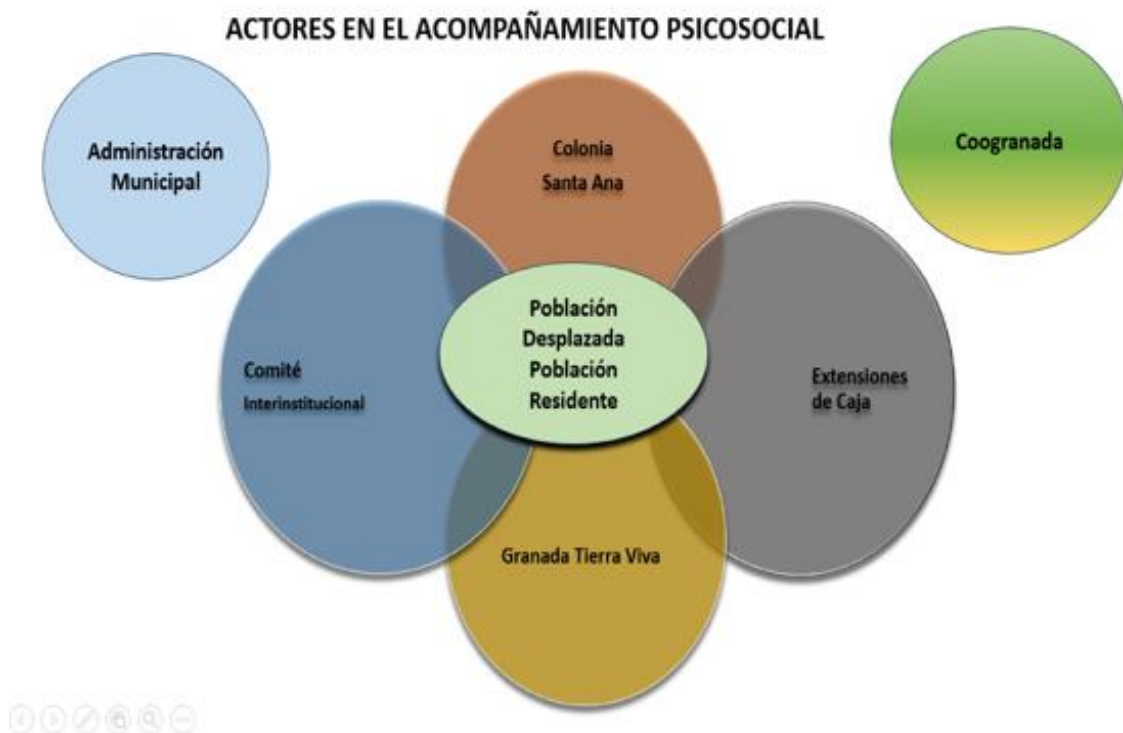 ACTORES EN EL ACOMPAÑAMIENTO PSICOSOCIAL
Administración
Municipal
Colonia
Santa Ana
Coogranada
Población
Desplazada
Población
Residente
Comité
Interinstitucional
Extensiones
de Caja
Granada Tierra Viva